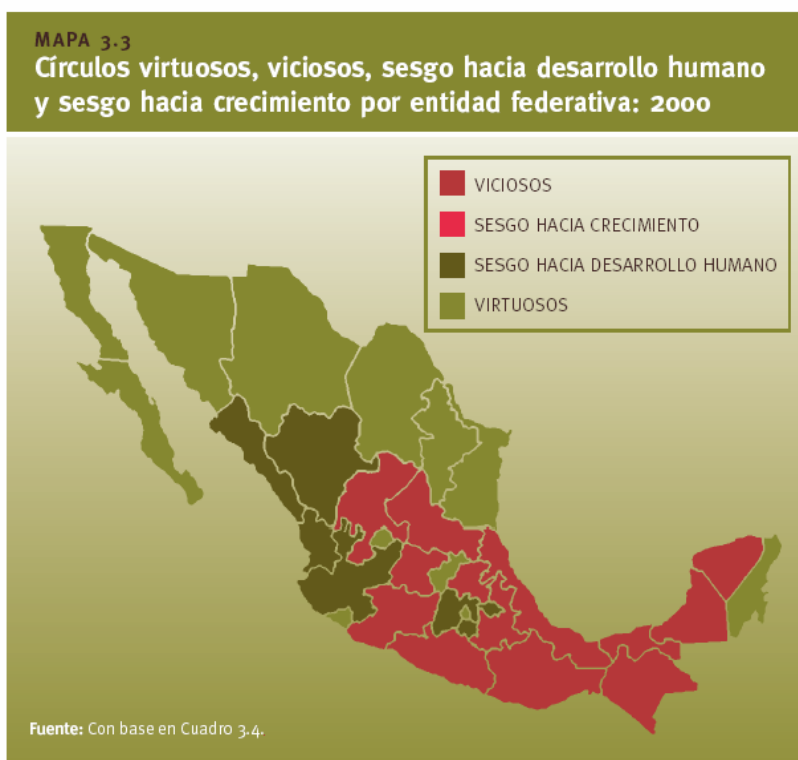 MAPA 3.3
Círculos virtuosos, viciosos, sesgo hacia desarrollo humano
y sesgo hacia crecimiento por entidad federativa: 2000
VICIOSOS
SESGO HACIA CRECIMIENTO
SESGO HACIA DESARROLLO HUMANO
VIRTUOSOS
Fuente: Con base en Cuadro 3.4.